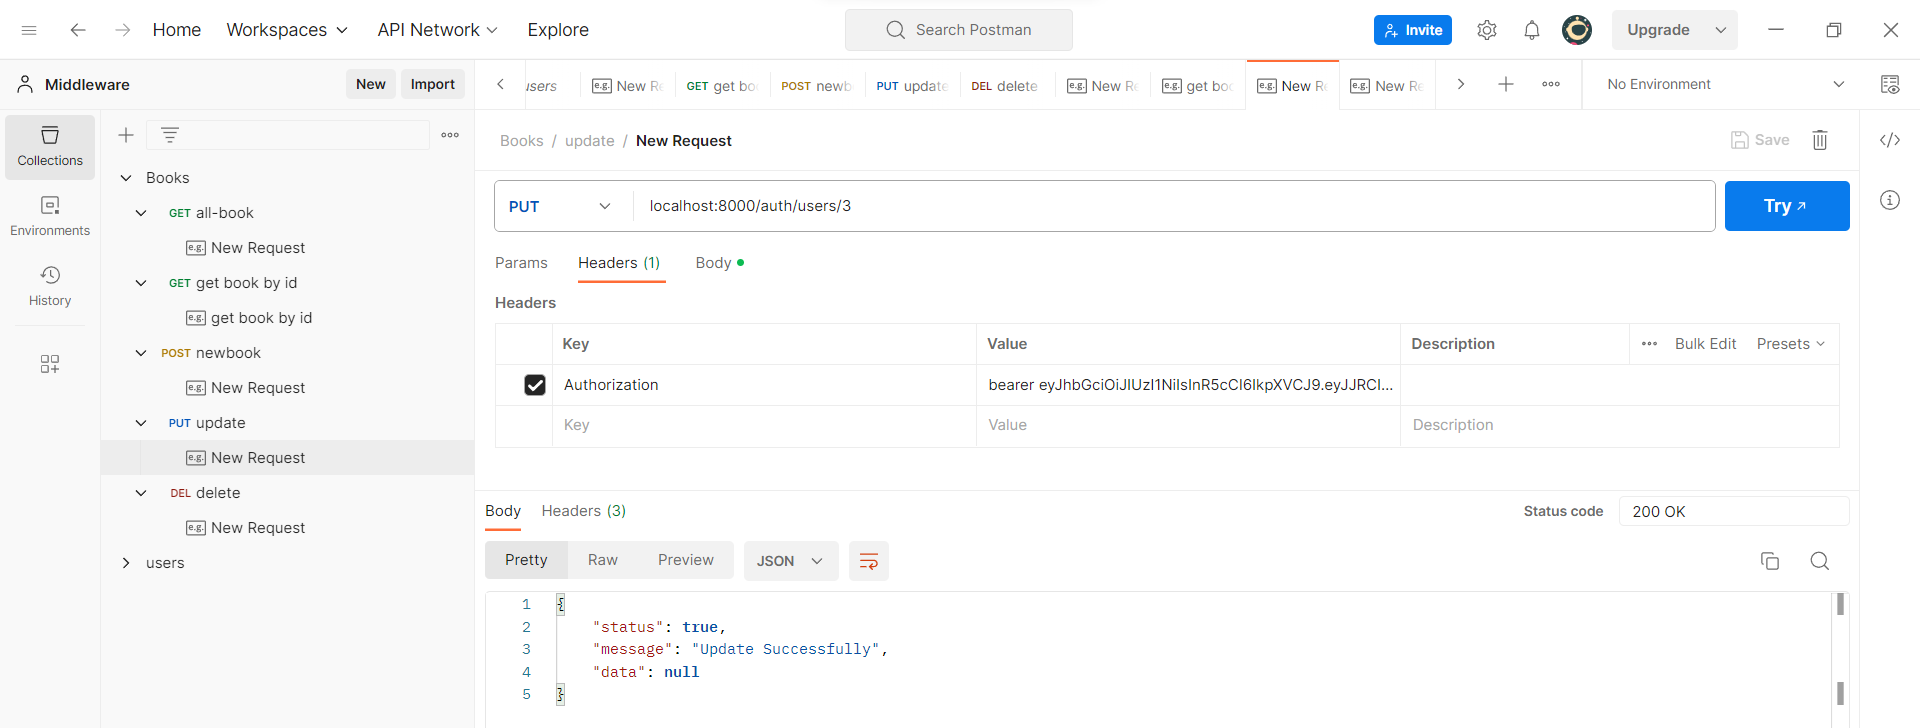 Home Workspaces API Network Explore Search Postman Invite Upgrade
Middleware New Import
users e.g. New Re GET get bo POST newb PUT update DEL delete e.g. New Re e.g. get boo e.g. New Re e.g. New Re No Environment
Collections
Environments
History
Books
GET all-book
e.g. New Request
GET get book by id
e.g. get book by id
POST newbook
e.g. New Request
PUT update
e.g. New Request
DEL delete
e.g. New Request
users
Books / update / New Request Save
PUT localhost:8000/auth/users/3 Try
Params Headers (1) Body
Headers
Key Value Description Bulk Edit Presets
Authorization bearer eyJhbGciOiJIUzI1NiIsInR5cCI6IkpXVCJ9.eyJJRCI...
Key Value Description
Body Headers (3) Status code 200 OK
Pretty Raw Preview JSON
1 {
2 "status": true,
3 "message": "Update Successfully",
4 "data": null
5 }